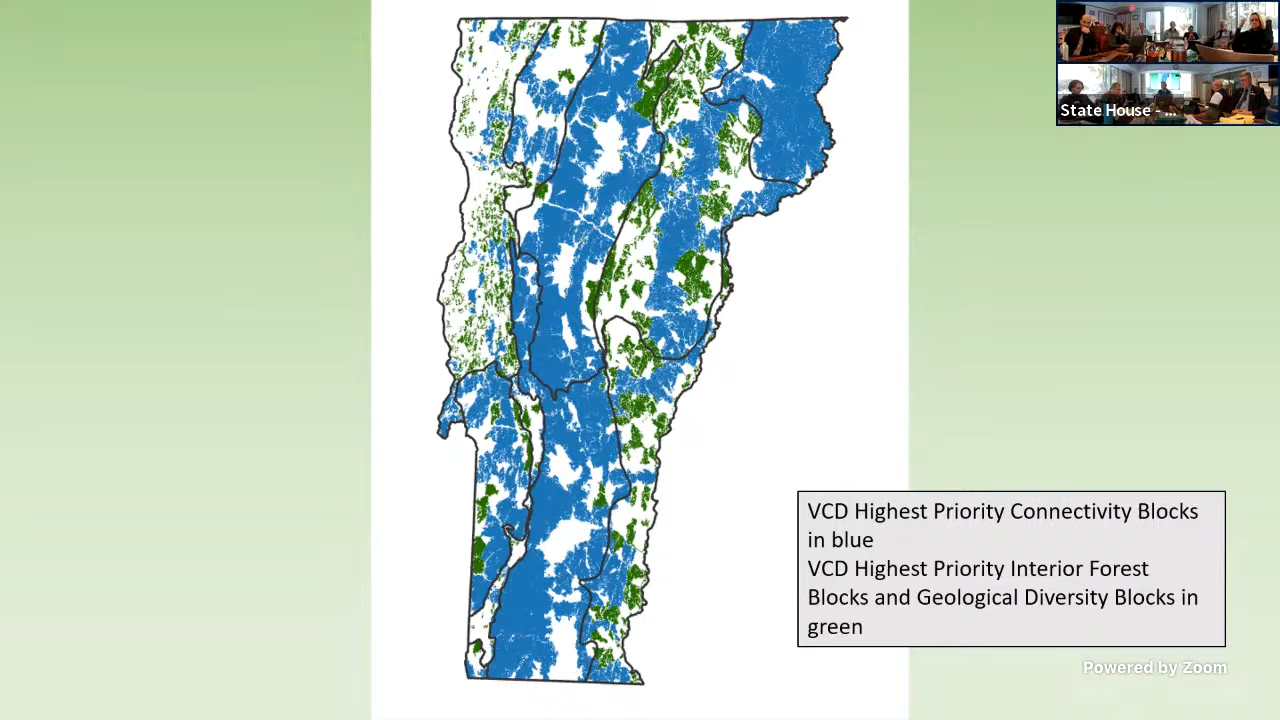 State House - ...
VCD Highest Priority Connectivity Blocks
in blue
VCD Highest Priority Interior Forest
Blocks and Geological Diversity Blocks in
green
Powered by Zoom